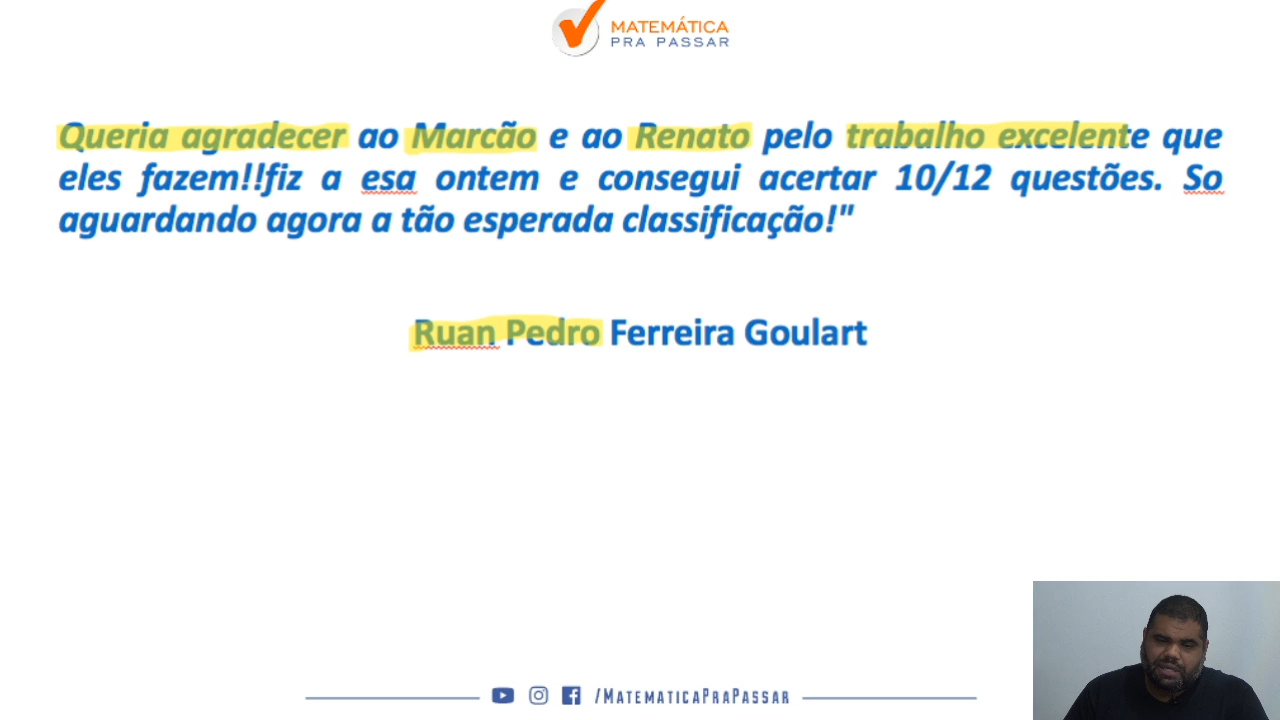 MATEMÁTICA
PRA PASSAR
Queria agradecer ao Marcão e ao Renato pelo trabalho excelente que
eles fazem!!fiz a esa ontem e consegui acertar 10/12 questões. So
aguardando agora a tão esperada classificação!"
Ruan Pedro Ferreira Goulart
/MATEMATICAPRAPASSAR